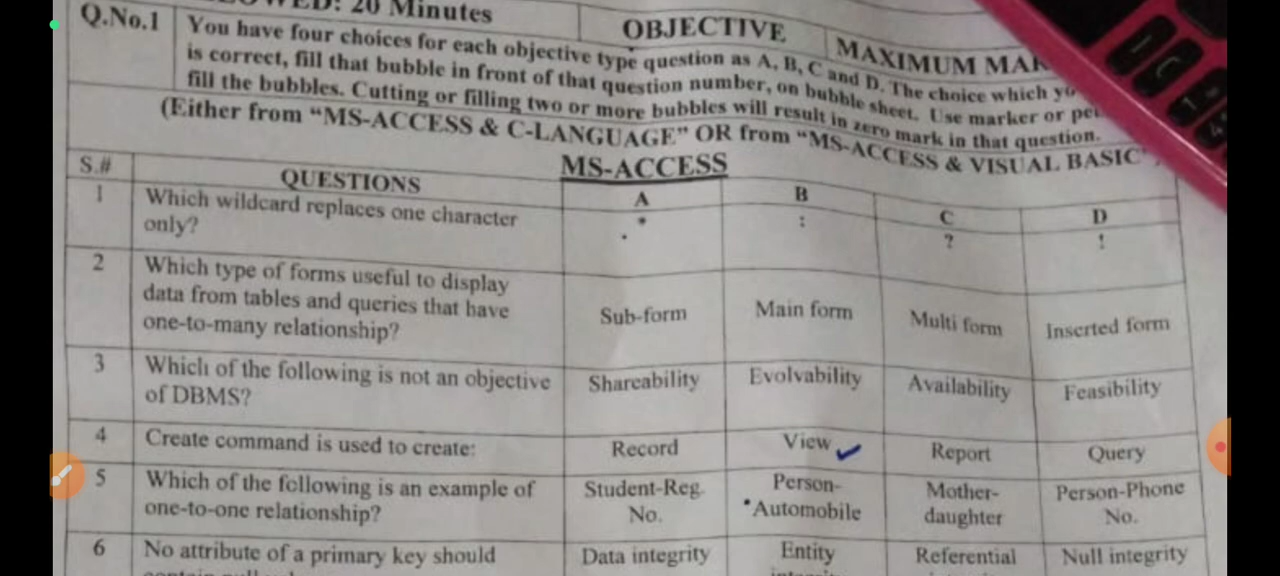 20 Minutes
OBJECTIVE
MAXIMUM
Q.No.1
You have four choices for each objective type question as A, B, C and D. The choice which
is correct, fill that bubble in front of that question number, on bubble sheet. Use marker or
fill the bubbles. Cutting or filling two or more bubbles will result in zero mark in that question.
(Either from "MS-ACCESS & C-LANGUAGE" OR from "MS-ACCESS & VISUAL BASIC"
MS-ACCESS
S.# QUESTIONS A B C D
1 Which wildcard replaces one character * : ? !
only?
2 Which type of forms useful to display
data from tables and queries that have Sub-form Main form Multi form Inserted form
one-to-many relationship?
3 Which of the following is not an objective Shareability Evolvability Availability Feasibility
of DBMS?
4 Create command is used to create: Record View Report Query
5 Which of the following is an example of Student-Reg. Person- Mother- Person-Phone
one-to-one relationship? No. Automobile daughter No.
6 No attribute of a primary key should Data integrity Entity Referential Null integrity